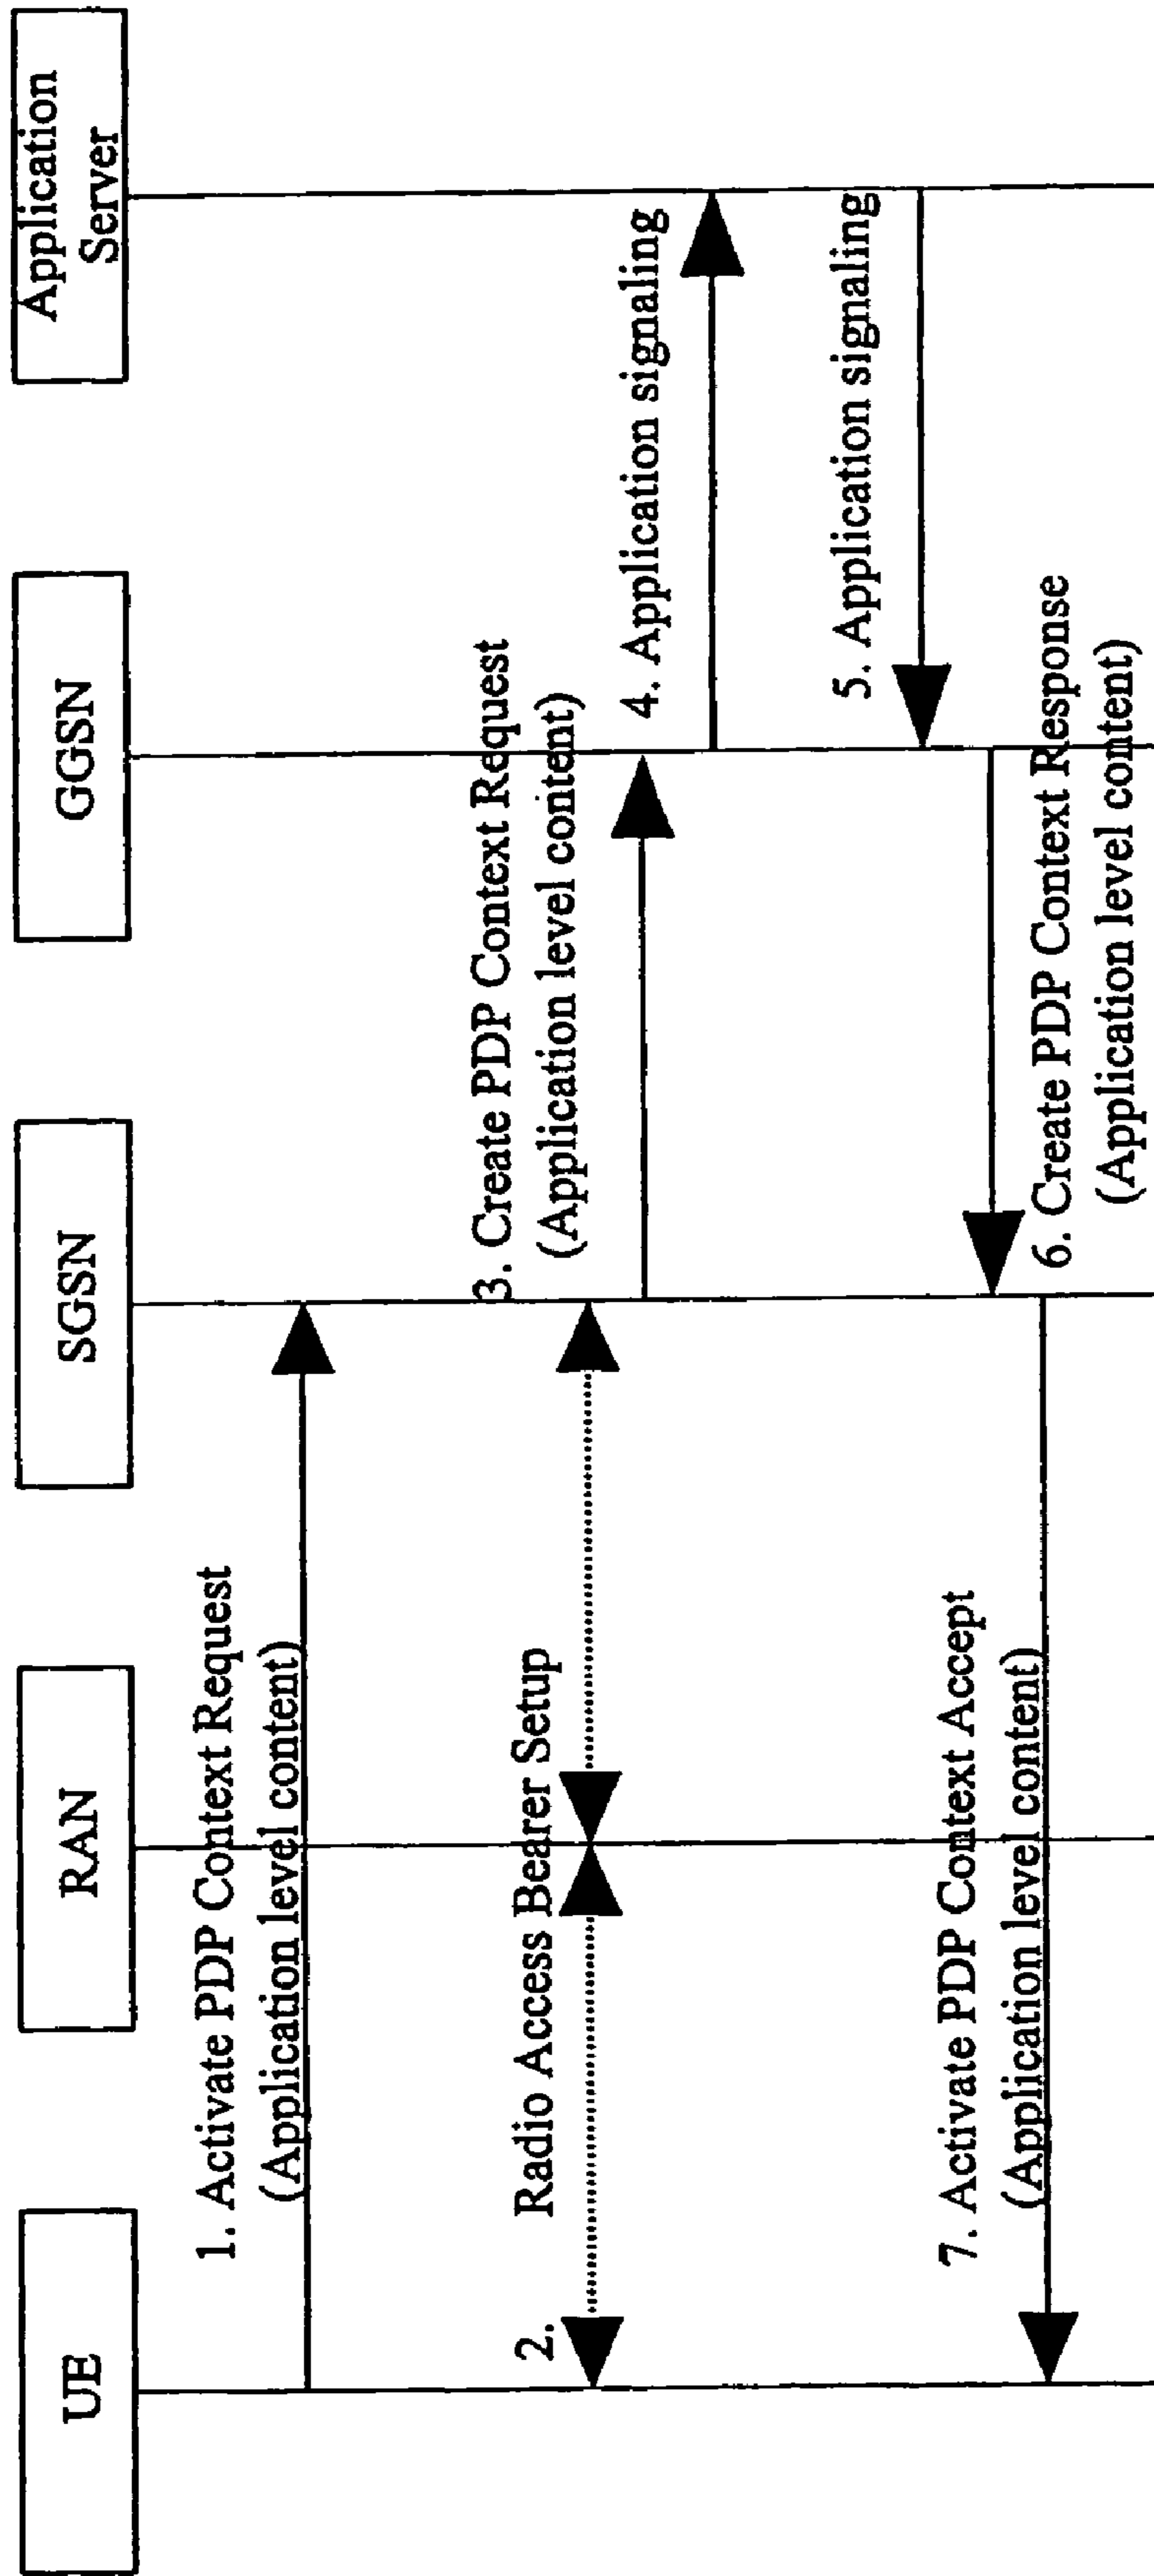 UE
RAN
SGSN
GGSN
Application
Server
1. Activate PDP Context Request
(Application level content)
2. Radio Access Bearer Setup
3. Create PDP Context Request
(Application level content)
4. Application signaling
5. Application signaling
6. Create PDP Context Response
(Application level content)
7. Activate PDP Context Accept
(Application level content)